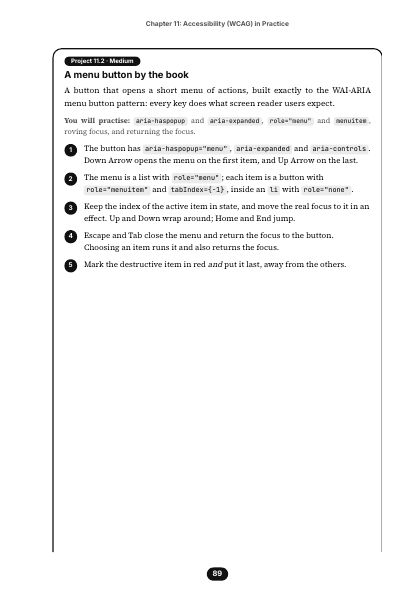 Chapter 11: Accessibility (WCAG) in Practice
Project 11.2 · Medium
A menu button by the book
A button that opens a short menu of actions, built exactly to the WAI-ARIA
menu button pattern: every key does what screen reader users expect.
You will practise: aria-haspopup and aria-expanded, role="menu" and menuitem,
roving focus, and returning the focus.
1 The button has aria-haspopup="menu", aria-expanded and aria-controls.
Down Arrow opens the menu on the first item, and Up Arrow on the last.
2 The menu is a list with role="menu"; each item is a button with
role="menuitem" and tabIndex={-1}, inside an li with role="none".
3 Keep the index of the active item in state, and move the real focus to it in an
effect. Up and Down wrap around; Home and End jump.
4 Escape and Tab close the menu and return the focus to the button.
Choosing an item runs it and also returns the focus.
5 Mark the destructive item in red and put it last, away from the others.
89